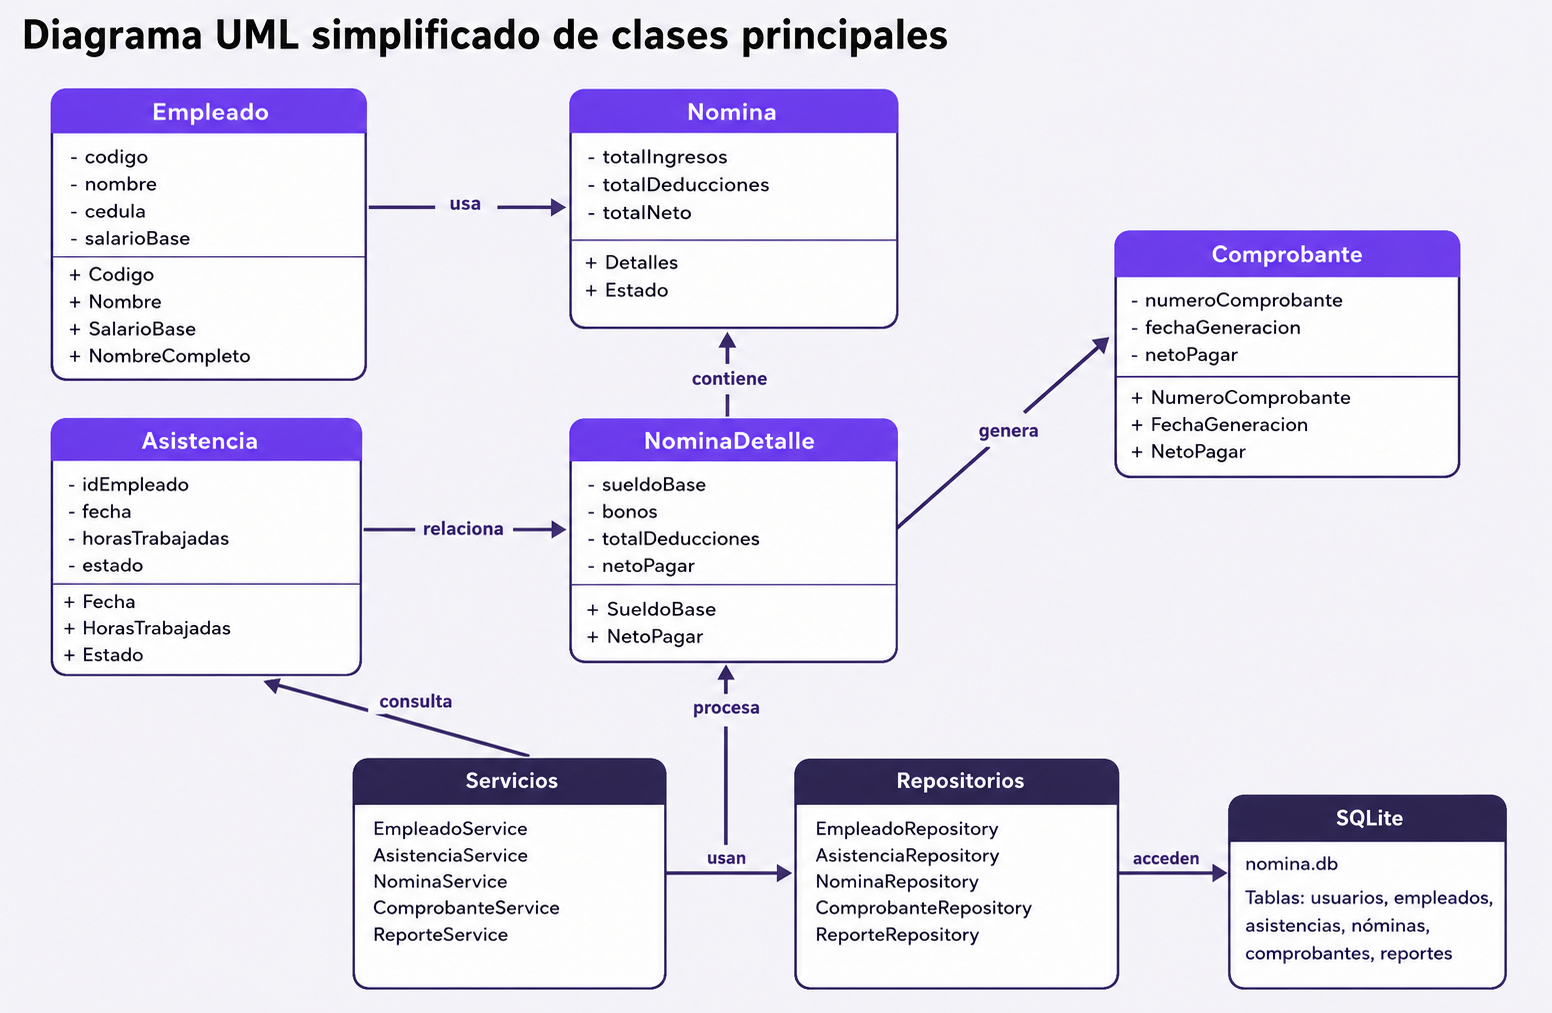 Diagrama UML simplificado de clases principales
Empleado
- codigo
- nombre
- cedula
- salarioBase
+ Codigo
+ Nombre
+ SalarioBase
+ NombreCompleto
usa
Nomina
- totalIngresos
- totalDeducciones
- totalNeto
+ Detalles
+ Estado
contiene
Comprobante
- numeroComprobante
- fechaGeneracion
- netoPagar
+ NumeroComprobante
+ FechaGeneracion
+ NetoPagar
genera
Asistencia
- idEmpleado
- fecha
- horasTrabajadas
- estado
+ Fecha
+ HorasTrabajadas
+ Estado
relaciona
NominaDetalle
- sueldoBase
- bonos
- totalDeducciones
- netoPagar
+ SueldoBase
+ NetoPagar
consulta
procesa
Servicios
EmpleadoService
AsistenciaService
NominaService
ComprobanteService
ReporteService
usan
Repositorios
EmpleadoRepository
AsistenciaRepository
NominaRepository
ComprobanteRepository
ReporteRepository
acceden
SQLite
nomina.db
Tablas: usuarios, empleados,
asistencias, nóminas,
comprobantes, reportes